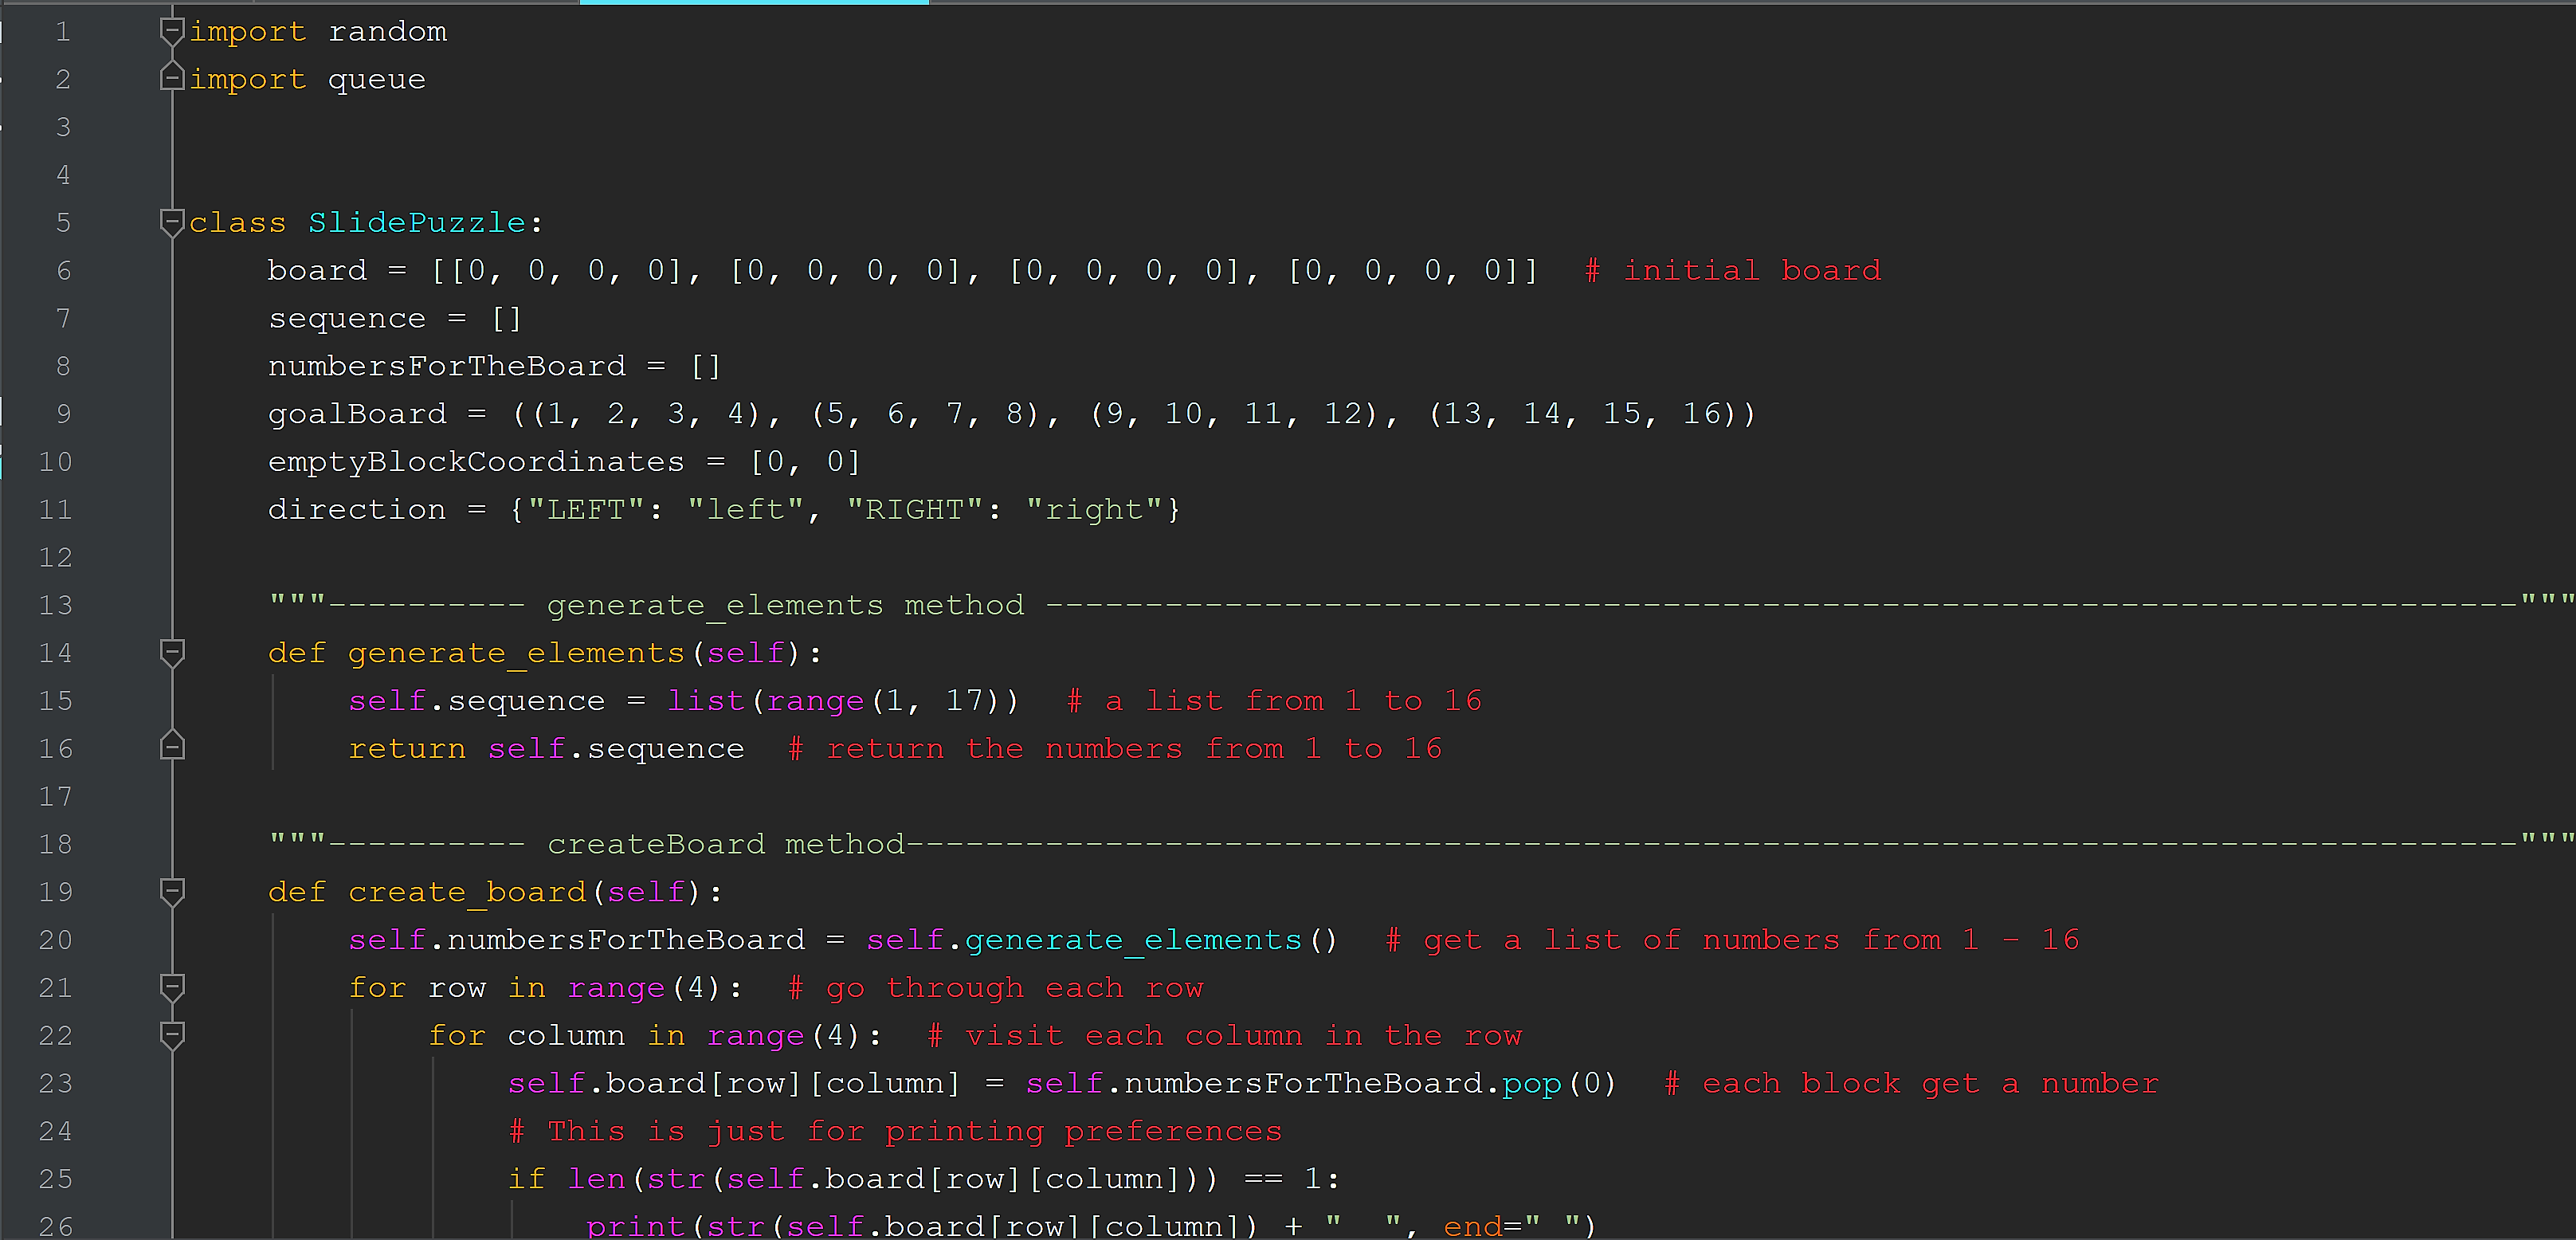 1 import random
2 import queue
3
4
5 class SlidePuzzle:
6     board = [[0, 0, 0, 0], [0, 0, 0, 0], [0, 0, 0, 0], [0, 0, 0, 0]]  # initial board
7     sequence = []
8     numbersForTheBoard = []
9     goalBoard = ((1, 2, 3, 4), (5, 6, 7, 8), (9, 10, 11, 12), (13, 14, 15, 16))
10     emptyBlockCoordinates = [0, 0]
11     direction = {"LEFT": "left", "RIGHT": "right"}
12
13     """---------- generate_elements method --------------------------------------------------------------------------"""
14     def generate_elements(self):
15         self.sequence = list(range(1, 17))  # a list from 1 to 16
16         return self.sequence  # return the numbers from 1 to 16
17
18     """---------- createBoard method---------------------------------------------------------------------------------"""
19     def create_board(self):
20         self.numbersForTheBoard = self.generate_elements()  # get a list of numbers from 1 - 16
21         for row in range(4):  # go through each row
22             for column in range(4):  # visit each column in the row
23                 self.board[row][column] = self.numbersForTheBoard.pop(0)  # each block get a number
24                 # This is just for printing preferences
25                 if len(str(self.board[row][column])) == 1:
26                     print(str(self.board[row][column]) + "  ", end=" ")